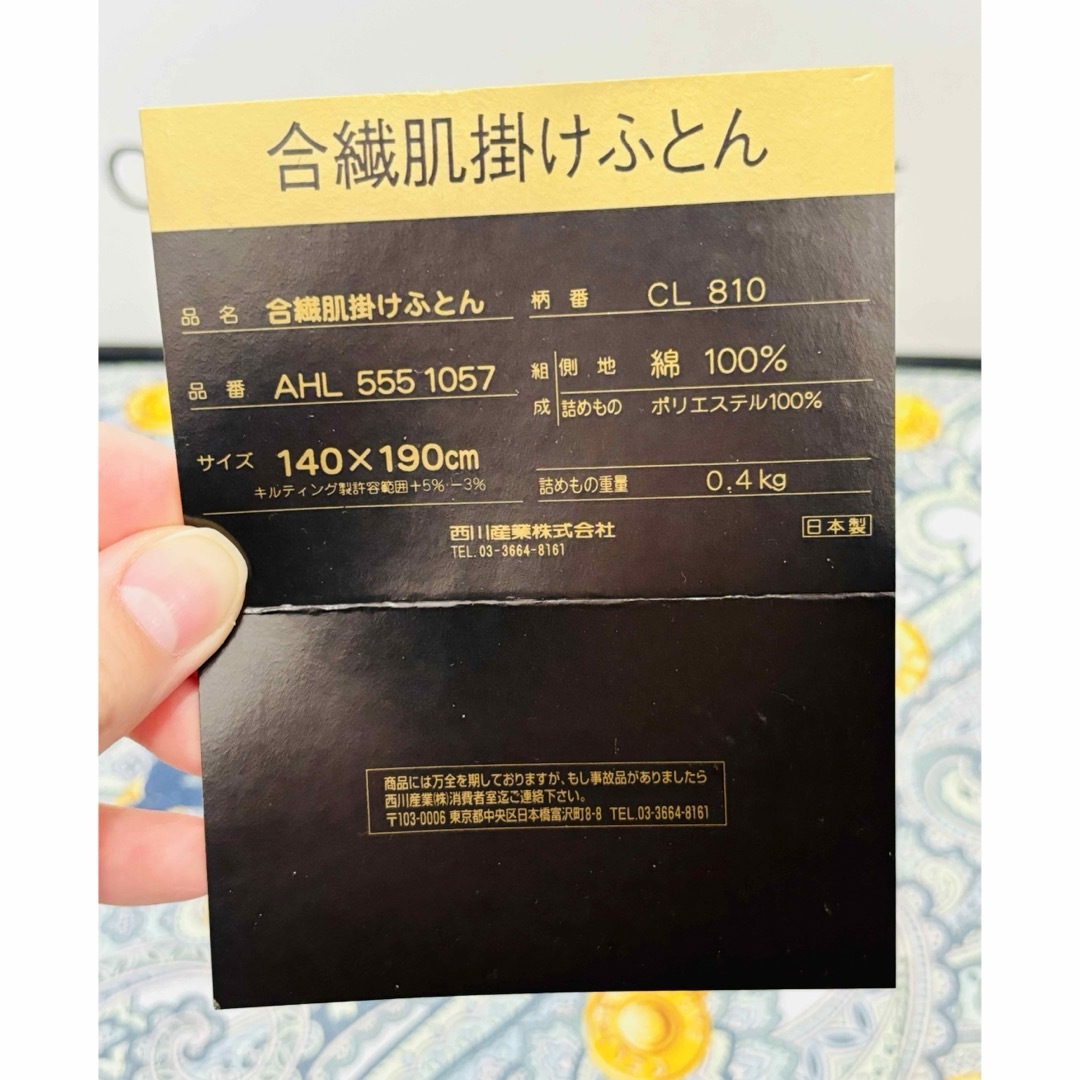 合繊肌掛けふとん
品名 合繊肌掛けふとん
品番 AHL 555 1057
サイズ 140×190cm
キルティング製許容範囲+5% −3%
柄番 CL 810
組成 側地 綿 100%
詰めもの ポリエステル100%
詰めもの重量 0.4kg
西川産業株式会社
TEL.03-3664-8161
日本製
商品には万全を期しておりますが、もし事故品がありましたら
西川産業(株)消費者室迄ご連絡下さい。
〒103-0006 東京都中央区日本橋富沢町8-8 TEL.03-3664-8161